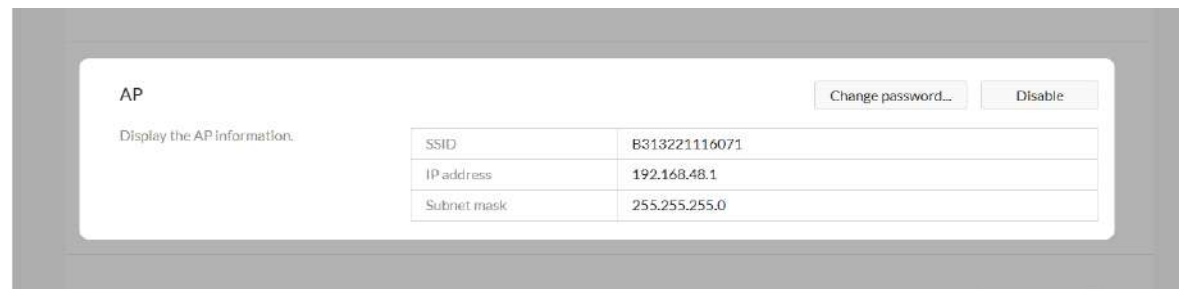 AP
Change password...
Disable
Display the AP information.
SSID B313221116071
IP address 192.168.48.1
Subnet mask 255.255.255.0